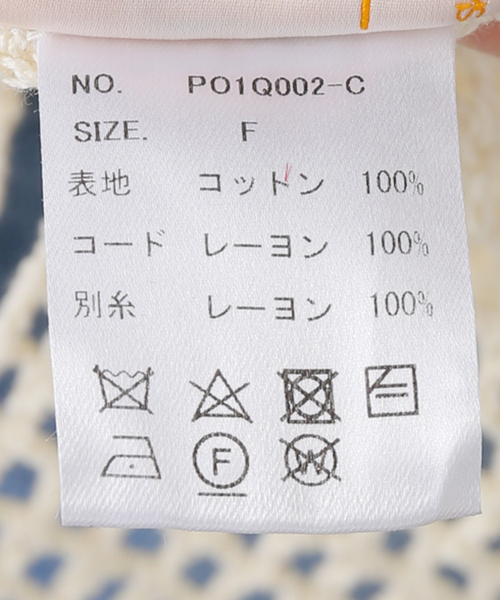 NO. PO1Q002-C
SIZE. F
表地 コットン 100%
コード レーヨン 100%
別糸 レーヨン 100%
F W